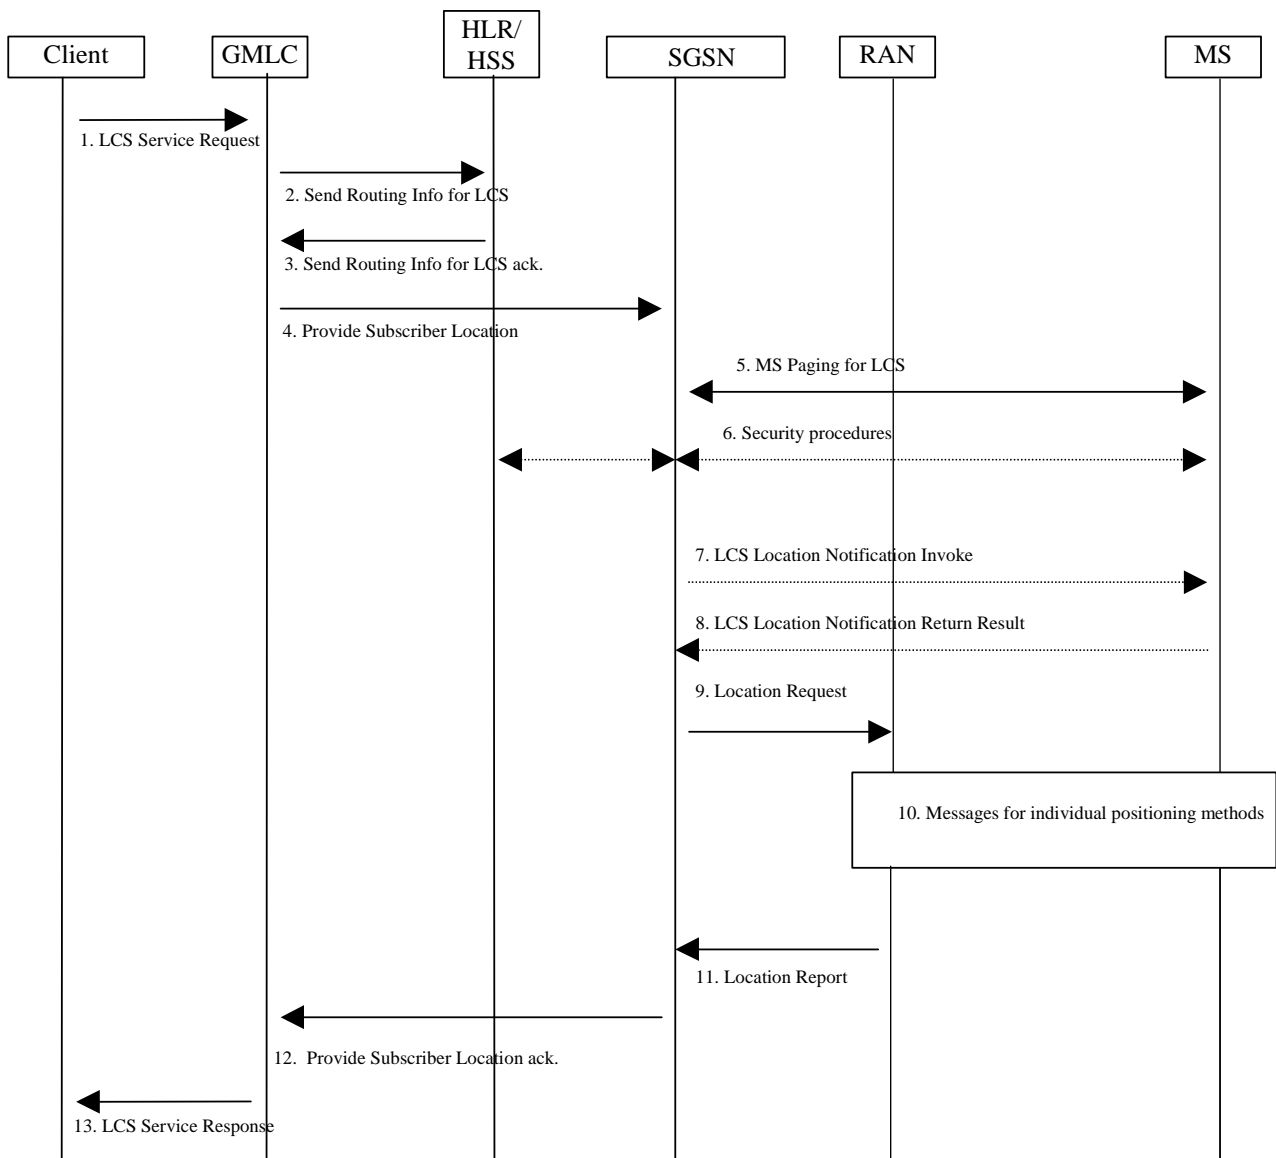 Client
GMLC
HLR/
HSS
SGSN
RAN
MS
1. LCS Service Request
2. Send Routing Info for LCS
3. Send Routing Info for LCS ack.
4. Provide Subscriber Location
5. MS Paging for LCS
6. Security procedures
7. LCS Location Notification Invoke
8. LCS Location Notification Return Result
9. Location Request
10. Messages for individual positioning methods
11. Location Report
12. Provide Subscriber Location ack.
13. LCS Service Response